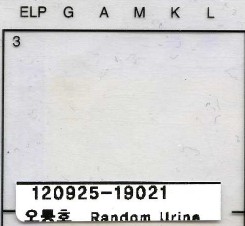 ELP G A M K L
3
120925-19021
Random Urine